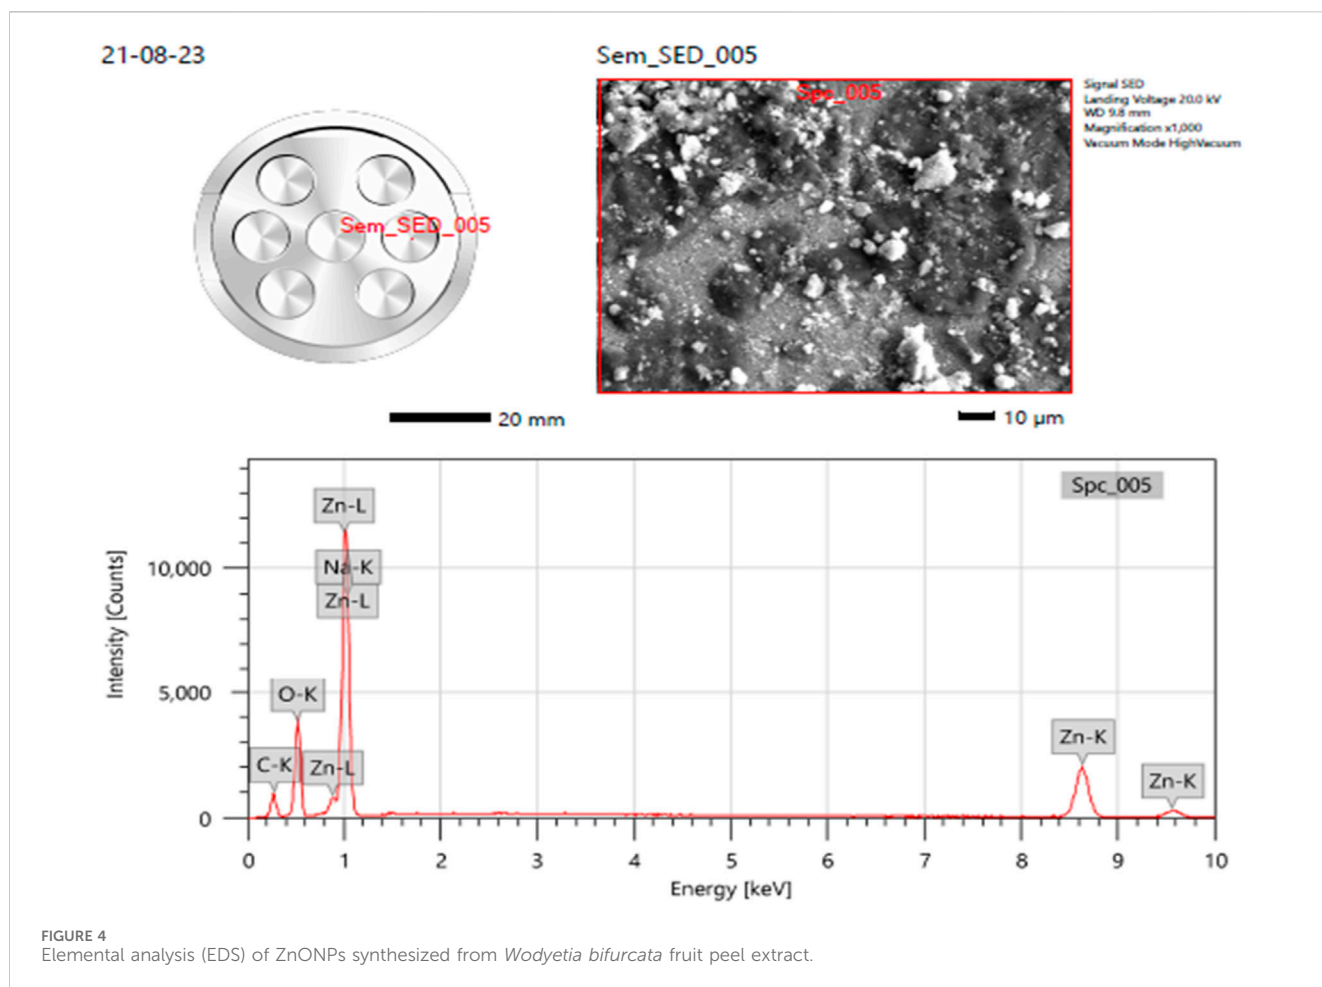 21-08-23
Sem_SED_005
Sem_SED_005
20 mm
Spc_005
Signal SED
Landing Voltage 20.0 kV
WD 9.8 mm
Magnification x1,000
Vacuum Mode HighVacuum
10 µm
Spc_005
Zn-L
Na-K
Zn-L
O-K
C-K
Zn-L
Zn-K
Zn-K
Intensity [Counts]
10,000
5,000
0
0 1 2 3 4 5 6 7 8 9 10
Energy [keV]
FIGURE 4
Elemental analysis (EDS) of ZnONPs synthesized from Wodyetia bifurcata fruit peel extract.